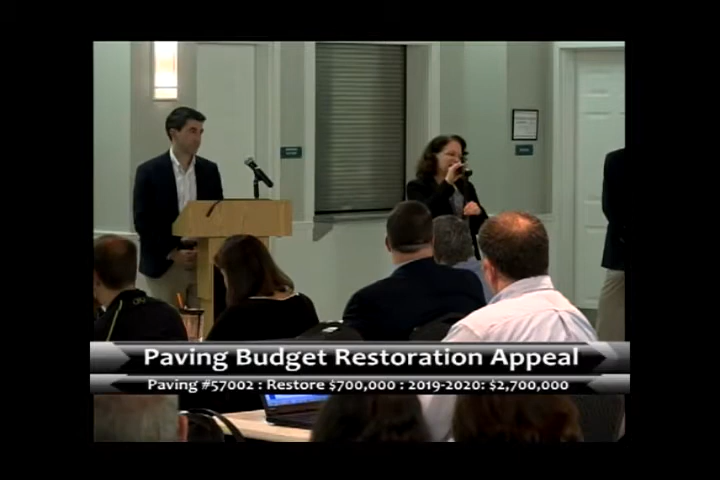 Paving Budget Restoration Appeal
Paving #57002 : Restore $700,000 : 2019-2020: $2,700,000